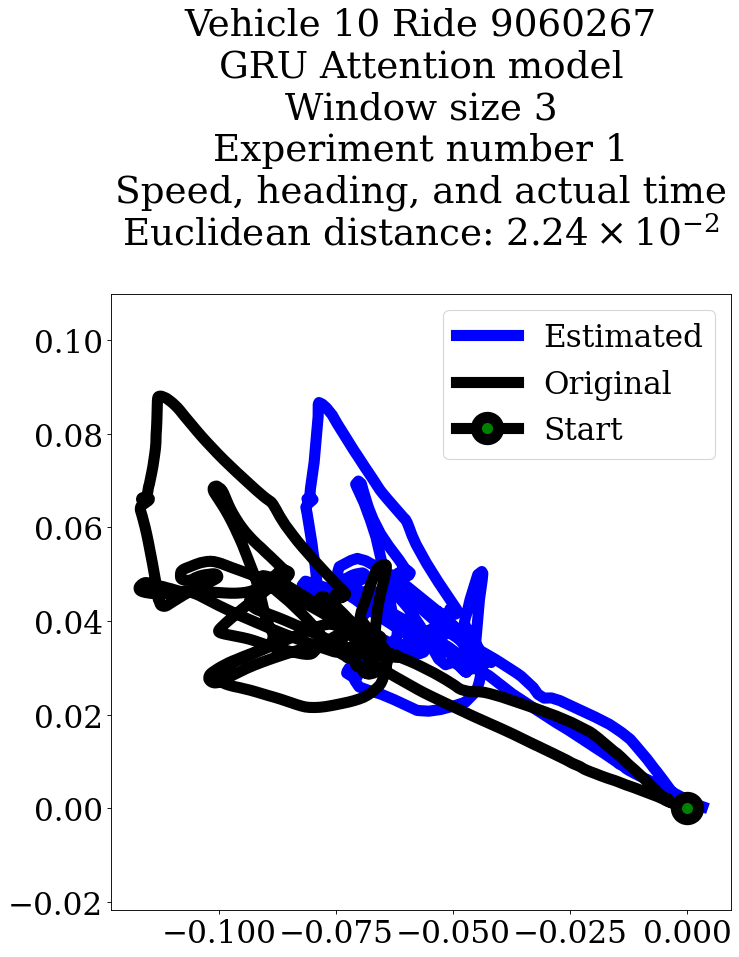 Vehicle 10 Ride 9060267
GRU Attention model
Window size 3
Experiment number 1
Speed, heading, and actual time
Euclidean distance: 2.24 × 10⁻²
Estimated
Original
Start
0.10
0.08
0.06
0.04
0.02
0.00
−0.02
−0.100 −0.075 −0.050 −0.025 0.000